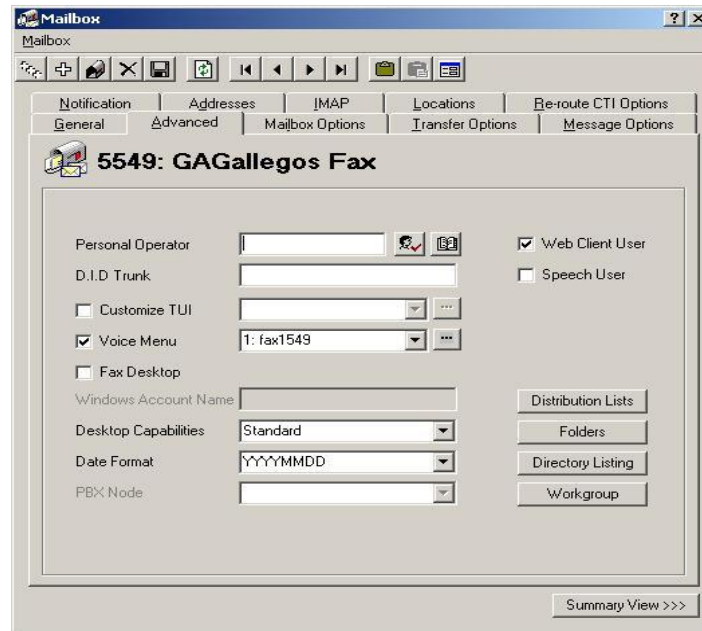 Mailbox
Mailbox
Notification Addresses IMAP Locations Re-route CTI Options
General Advanced Mailbox Options Transfer Options Message Options
5549: GAGallegos Fax
Personal Operator
Web Client User
D.I.D Trunk
Speech User
Customize TUI
Voice Menu 1: fax1549
Fax Desktop
Windows Account Name
Distribution Lists
Desktop Capabilities Standard
Folders
Date Format YYYYMMDD
Directory Listing
PBX Node
Workgroup
Summary View >>>